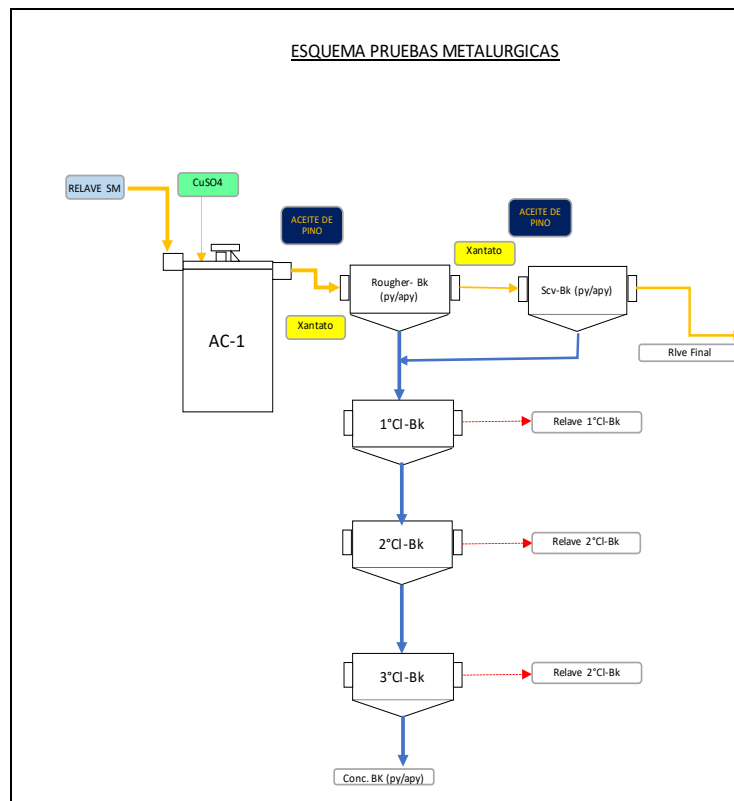 ESQUEMA PRUEBAS METALURGICAS
RELAVE SM
CuSO4
ACEITE DE
PINO
ACEITE DE
PINO
Xantato
Rougher- Bk
(py/apy)
Scv-Bk (py/apy)
Xantato
AC-1
Rlve Final
1°Cl-Bk
Relave 1°Cl-Bk
2°Cl-Bk
Relave 2°Cl-Bk
3°Cl-Bk
Relave 2°Cl-Bk
Conc. BK (py/apy)